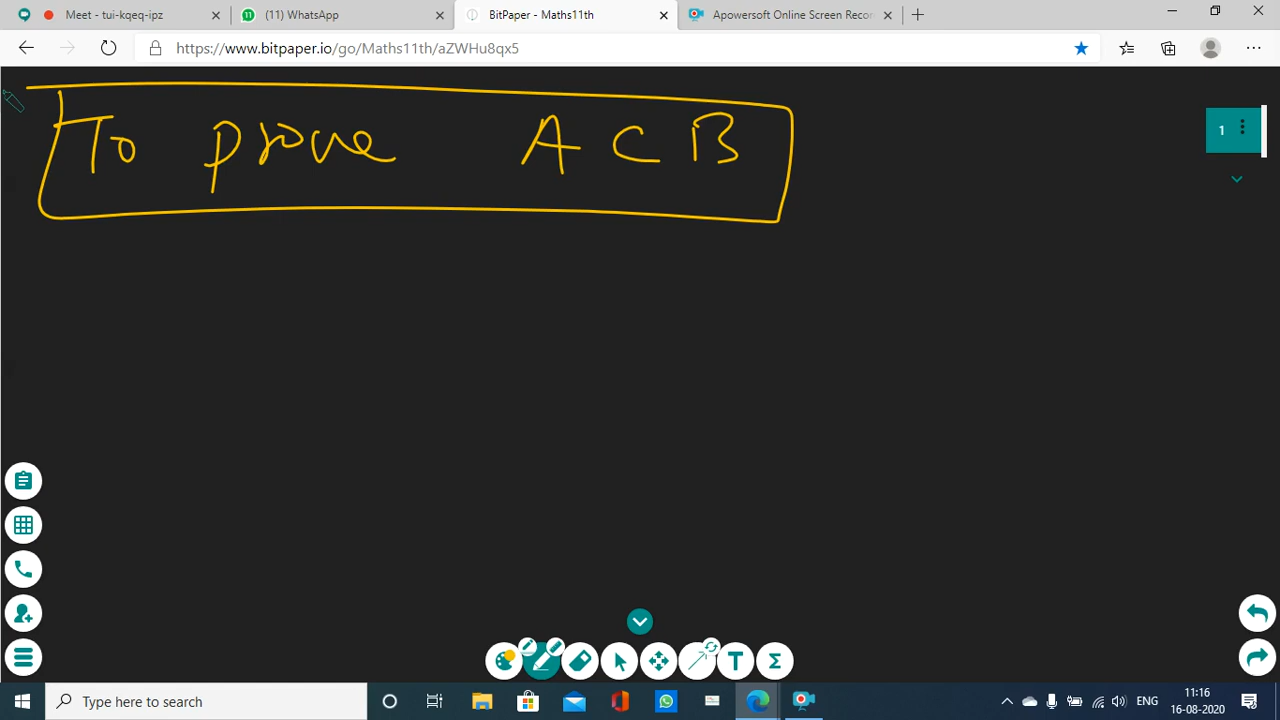 Meet - tui-kqeq-ipz
(11) WhatsApp
BitPaper - Maths11th
Apowersoft Online Screen Recor
https://www.bitpaper.io/go/Maths11th/aZWHu8qx5
To prove A ⊂ B
1
T
Σ
Type here to search
ENG
11:16
16-08-2020